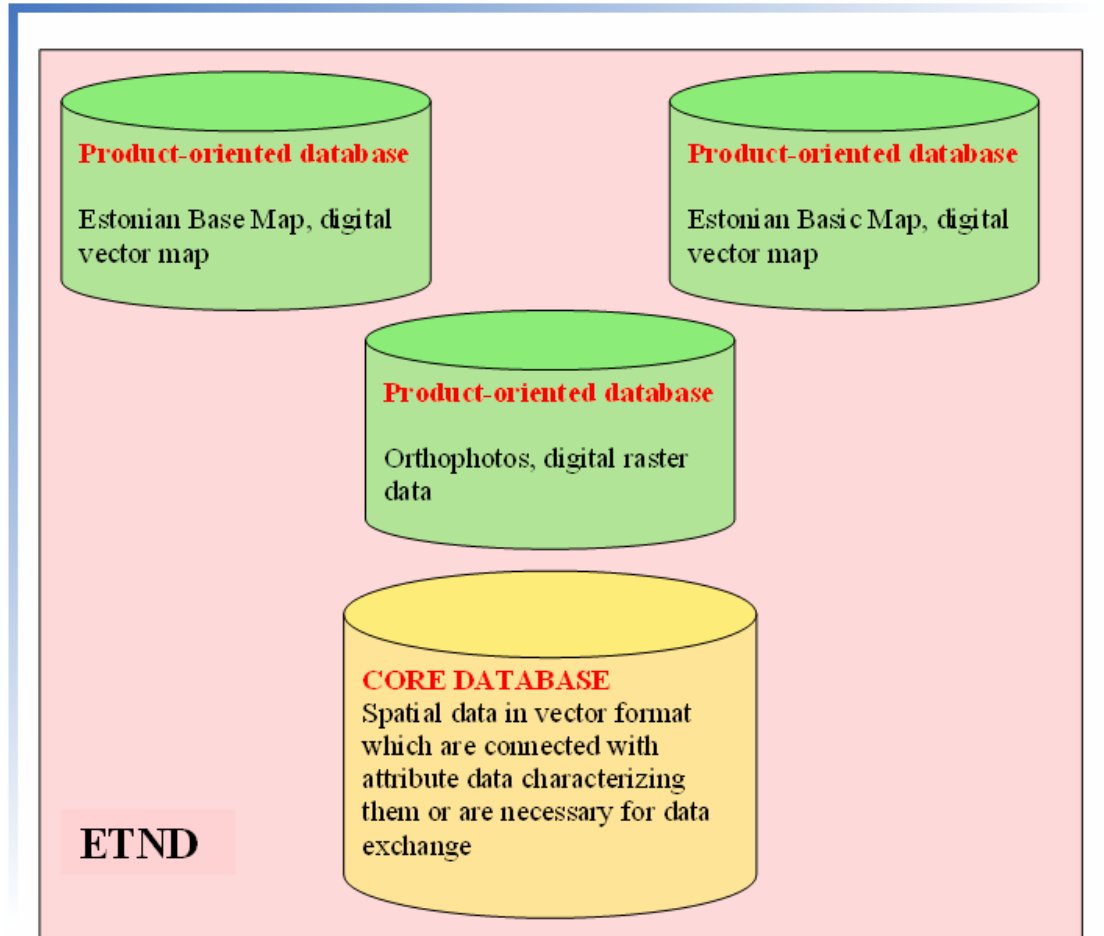 Product-oriented database
Estonian Base Map, digital
vector map
Product-oriented database
Estonian Basic Map, digital
vector map
Product-oriented database
Orthophotos, digital raster
data
CORE DATABASE
Spatial data in vector format
which are connected with
attribute data characterizing
them or are necessary for data
exchange
ETND